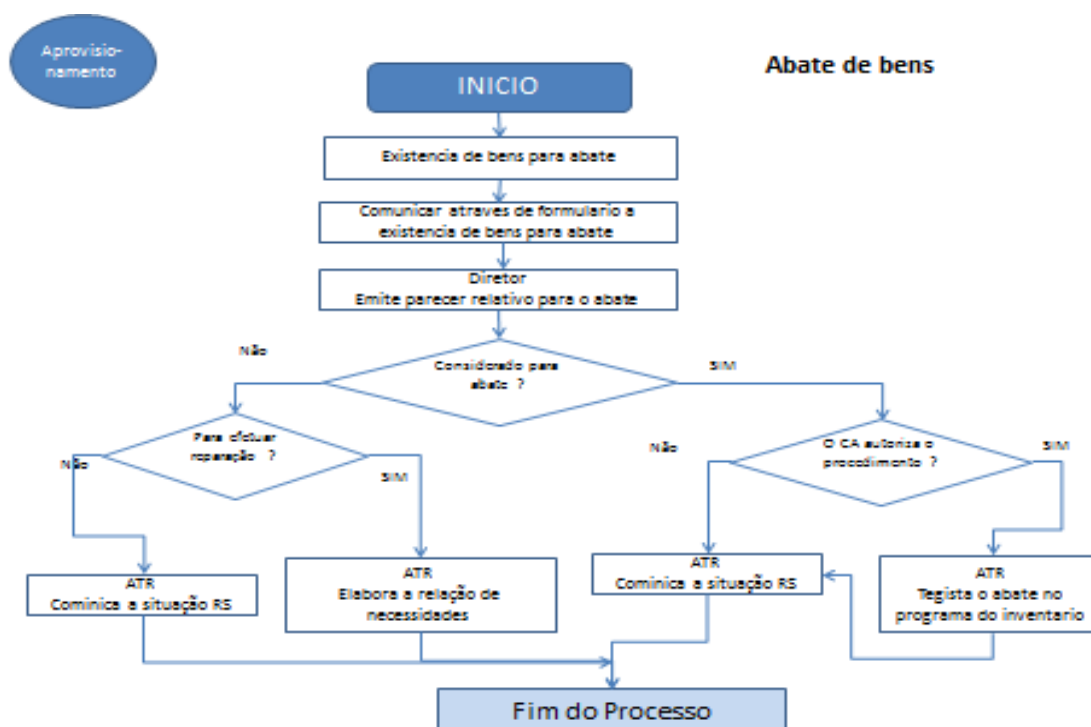 Aprovisio-
namento
Abate de bens
INICIO
Existencia de bens para abate
Comunicar atraves de formulario a
existencia de bens para abate
Diretor
Emite parecer relativo para o abate
Não
Considerado para
abate ?
SIM
Para efetuar
reparação ?
Não
SIM
Não
O CA autoriza o
procedimento ?
SIM
ATR
Cominica a situação RS
ATR
Elabora a relação de
necessidades
ATR
Cominica a situação RS
ATR
Tegista o abate no
programa do inventario
Fim do Processo